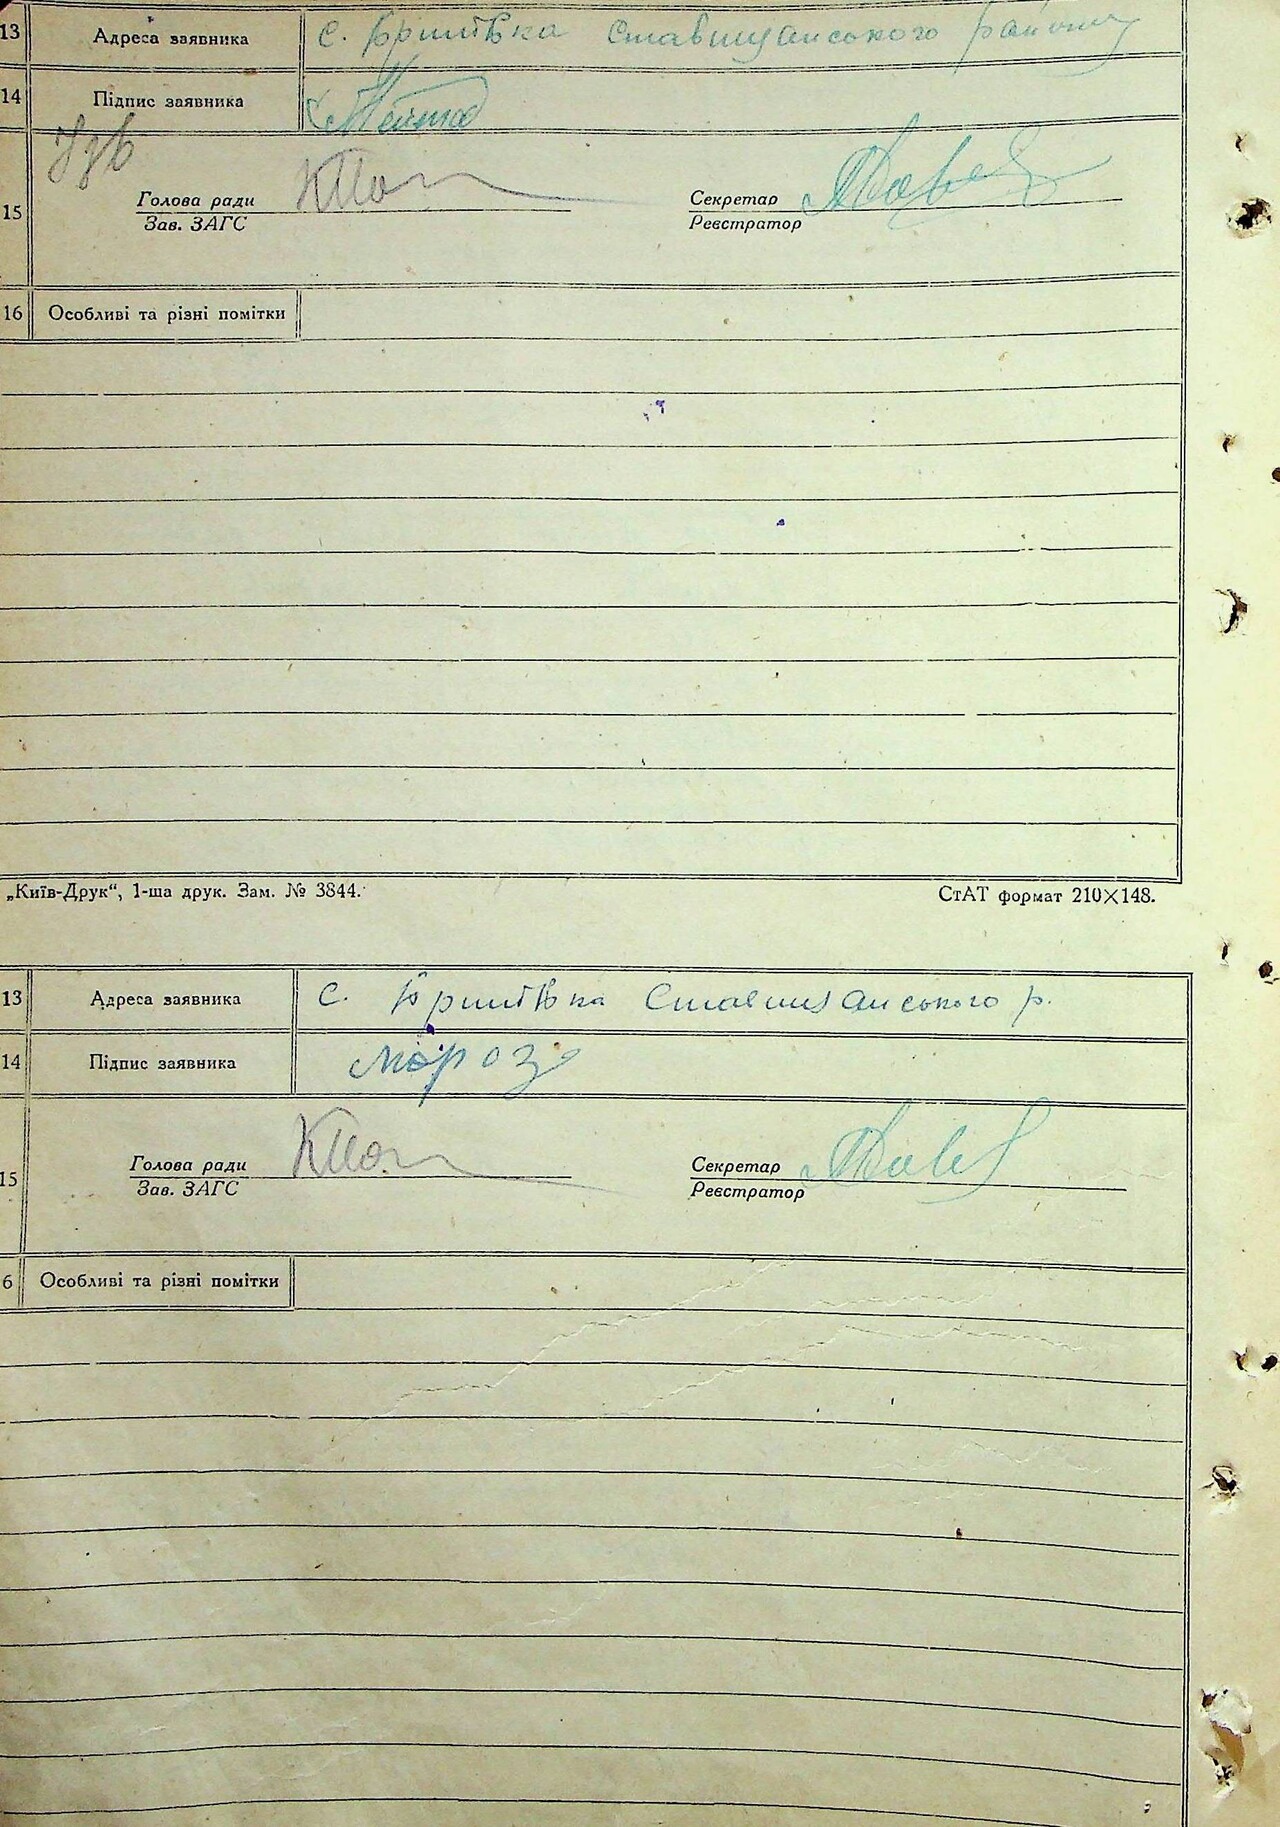 13 Адреса заявника с. Юрштівка Ставищанського району
14 Підпис заявника
15 Голова ради Секретар
Зав. ЗАГС Реєстратор
16 Особливі та різні помітки
„Київ-Друк“, 1-ша друк. Зам. № 3844. СтАТ формат 210×148.
13 Адреса заявника с. Юрштівка Ставищанського р.
14 Підпис заявника Мороз
15 Голова ради Секретар
Зав. ЗАГС Реєстратор
6 Особливі та різні помітки